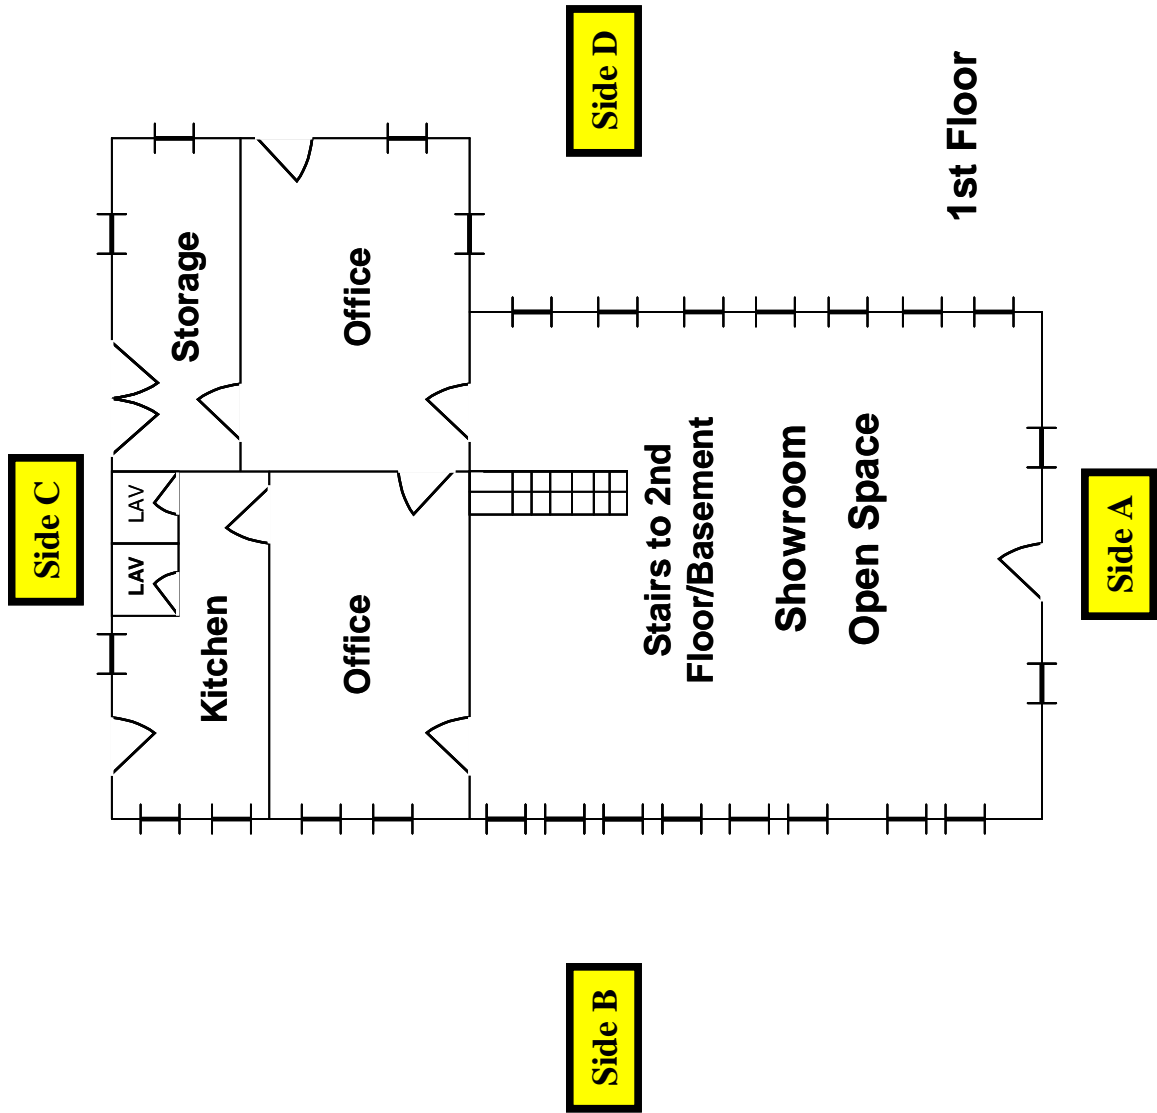 Side C
Side D
1st Floor
Storage
Office
LAV
LAV
Kitchen
Office
Stairs to 2nd
Floor/Basement
Showroom
Open Space
Side A
Side B